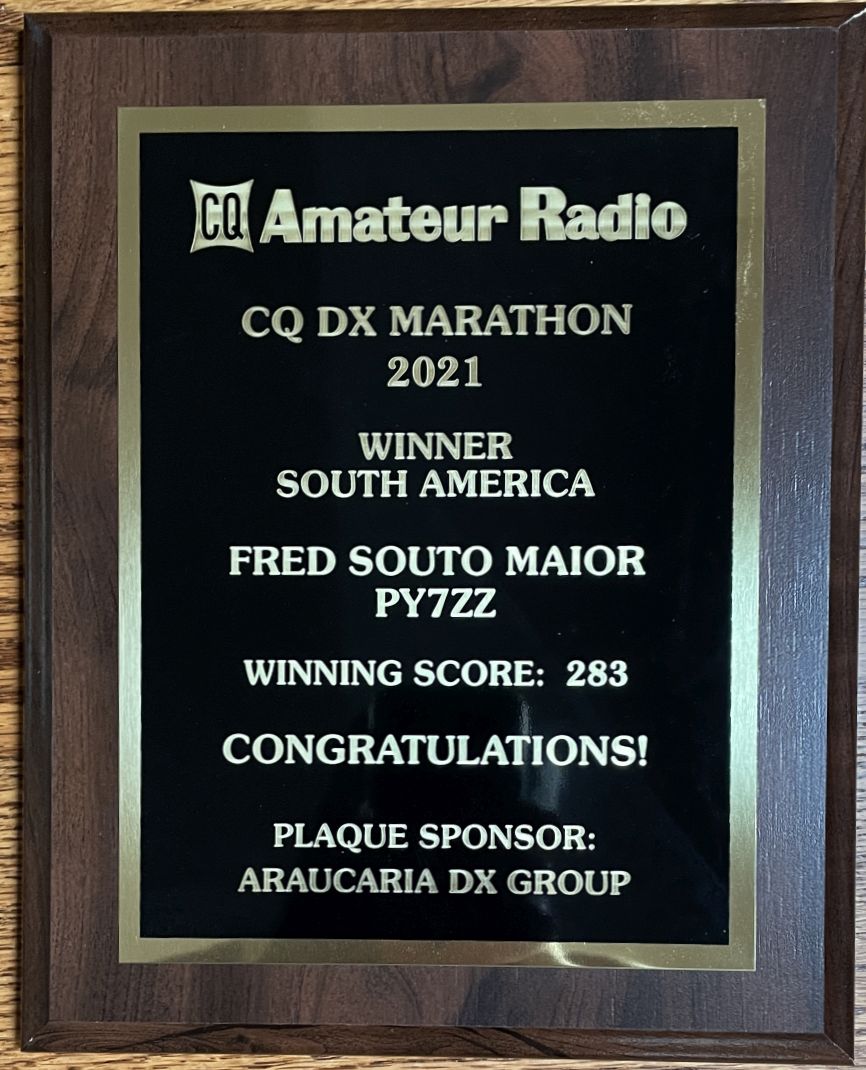 CQ Amateur Radio
CQ DX MARATHON
2021
WINNER
SOUTH AMERICA
FRED SOUTO MAIOR
PY7ZZ
WINNING SCORE: 283
CONGRATULATIONS!
PLAQUE SPONSOR:
ARAUCARIA DX GROUP